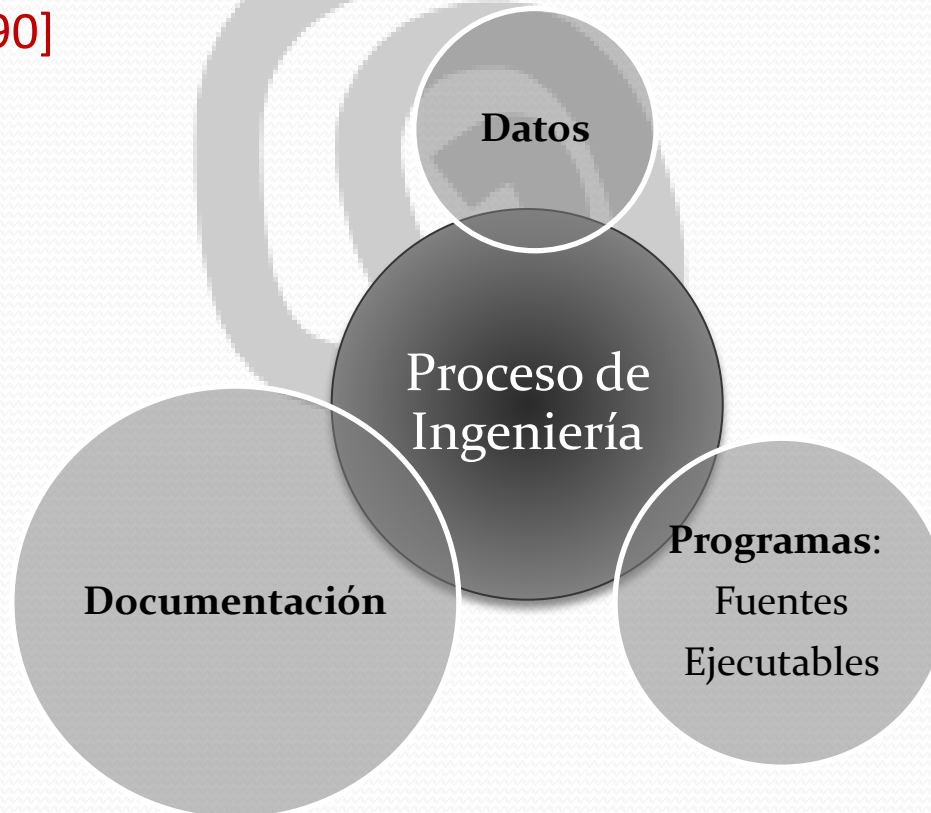 90]
Datos
Proceso de
Ingeniería
Documentación
Programas:
Fuentes
Ejecutables